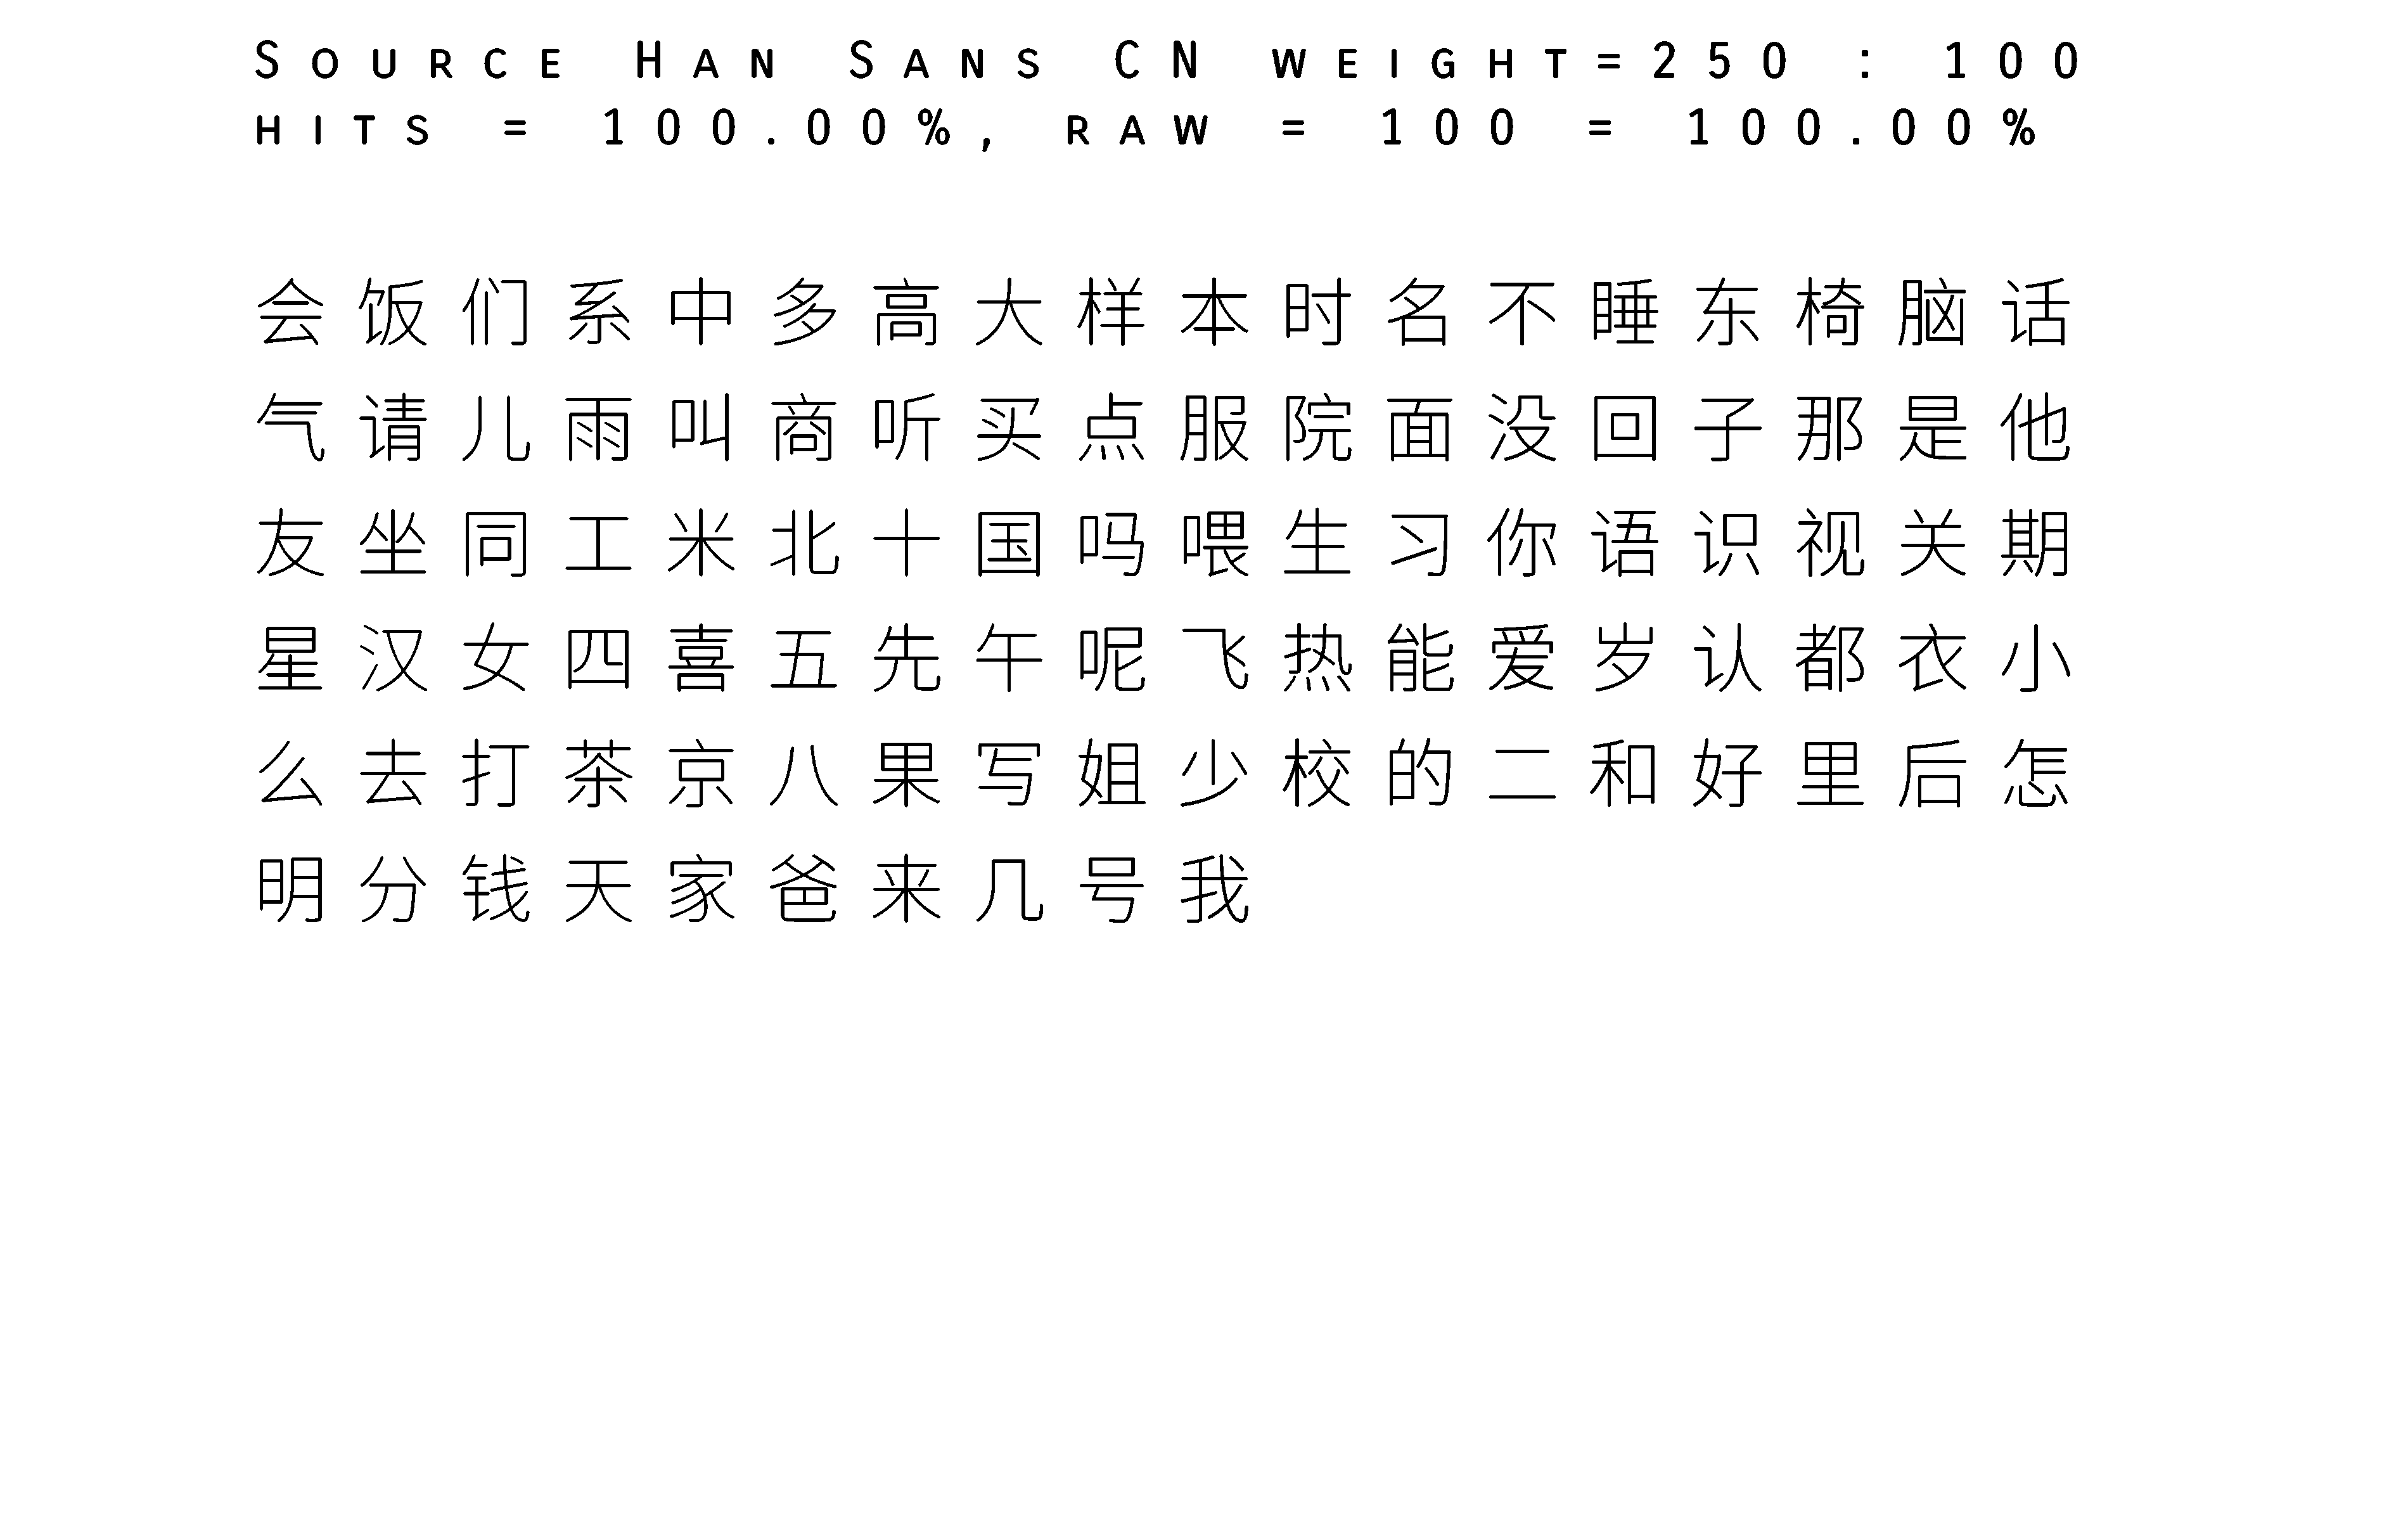 Source Han Sans CN weight=250 : 100
hits = 100.00%, raw = 100 = 100.00%
会饭们系中多高大样本时名不睡东椅脑话
气请儿雨叫商听买点服院面没回子那是他
友坐同工米北十国吗喂生习你语识视关期
星汉女四喜五先午呢飞热能爱岁认都衣小
么去打茶京八果写姐少校的二和好里后怎
明分钱天家爸来几号我